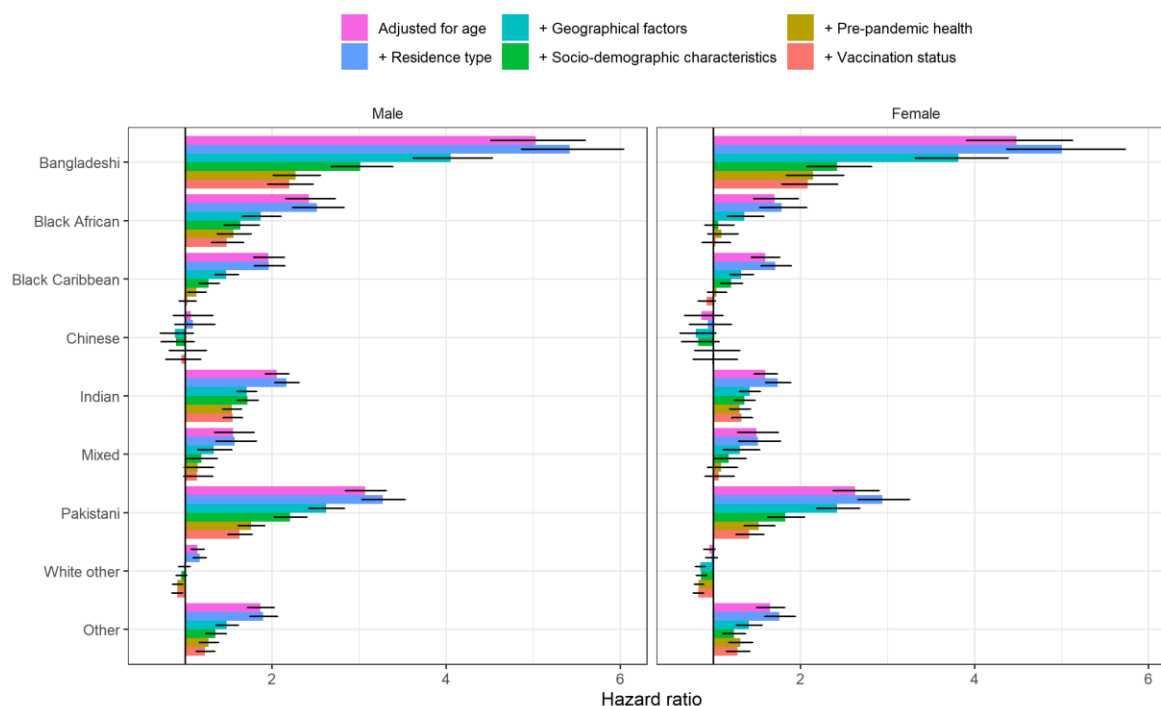 Adjusted for age + Geographical factors + Pre-pandemic health
+ Residence type + Socio-demographic characteristics + Vaccination status
Male Female
Bangladeshi
Black African
Black Caribbean
Chinese
Indian
Mixed
Pakistani
White other
Other
2 4 6 2 4 6
Hazard ratio